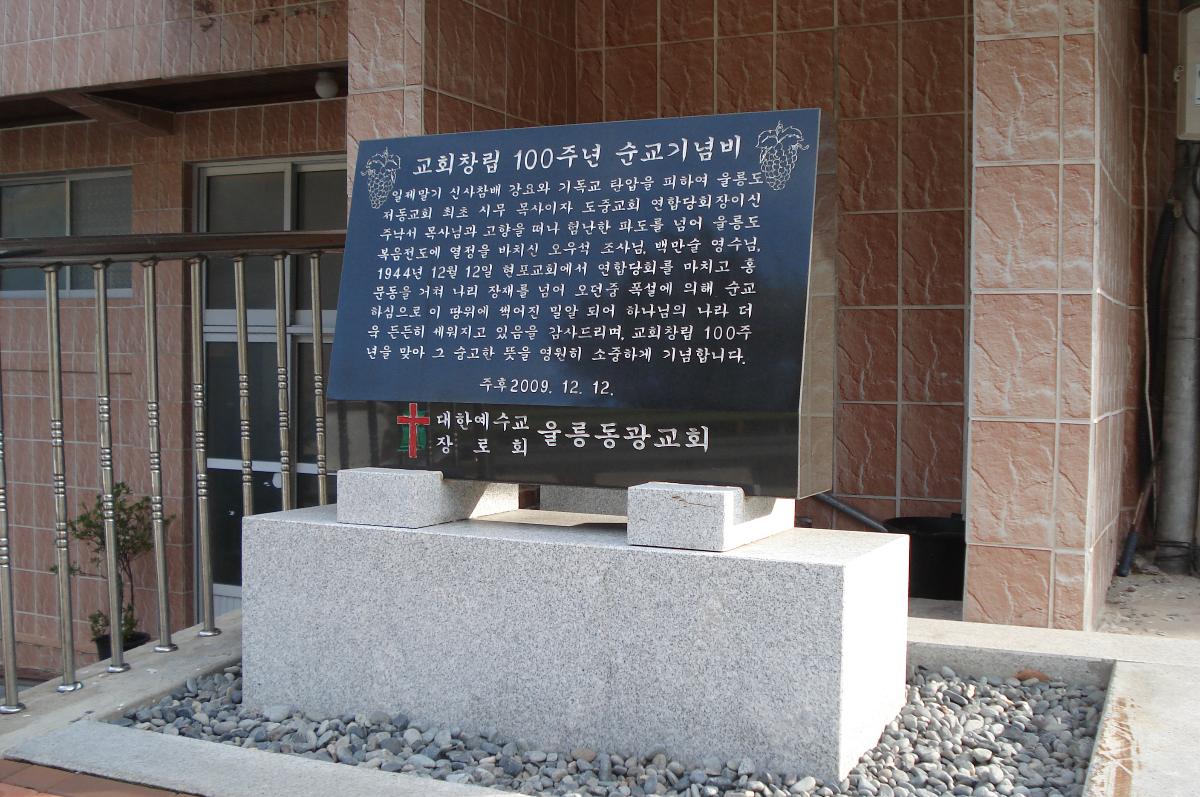 교회창립 100주년 순교기념비
일제말기 신사참배 강요와 기독교 탄압을 피하여 울릉도
저동교회 최초 시무 목사이자 도중교회 연합당회장이신
주낙서 목사님과 고향을 떠나 험난한 파도를 넘어 울릉도
복음전도에 열정을 바치신 오우석 조사님, 백만술 영수님,
1944년 12월 12일 현포교회에서 연합당회를 마치고 홍
문동을 거쳐 나리 장재를 넘어 오던중 폭설에 의해 순교
하심으로 이 땅위에 썩어진 밀알 되어 하나님의 나라 더
욱 든든히 세워지고 있음을 감사드리며, 교회창립 100주
년을 맞아 그 숭고한 뜻을 영원히 소중하게 기념합니다.
주후2009. 12. 12.
대한예수교
장로회 울릉동광교회